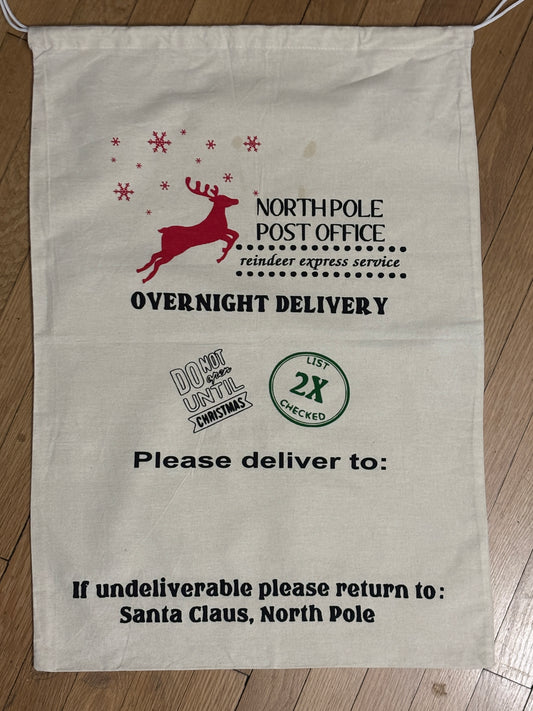 NORTH POLE
POST OFFICE
reindeer express service
OVERNIGHT DELIVERY
DO NOT
open
UNTIL
CHRISTMAS
LIST
2X
CHECKED
Please deliver to:
If undeliverable please return to:
Santa Claus, North Pole